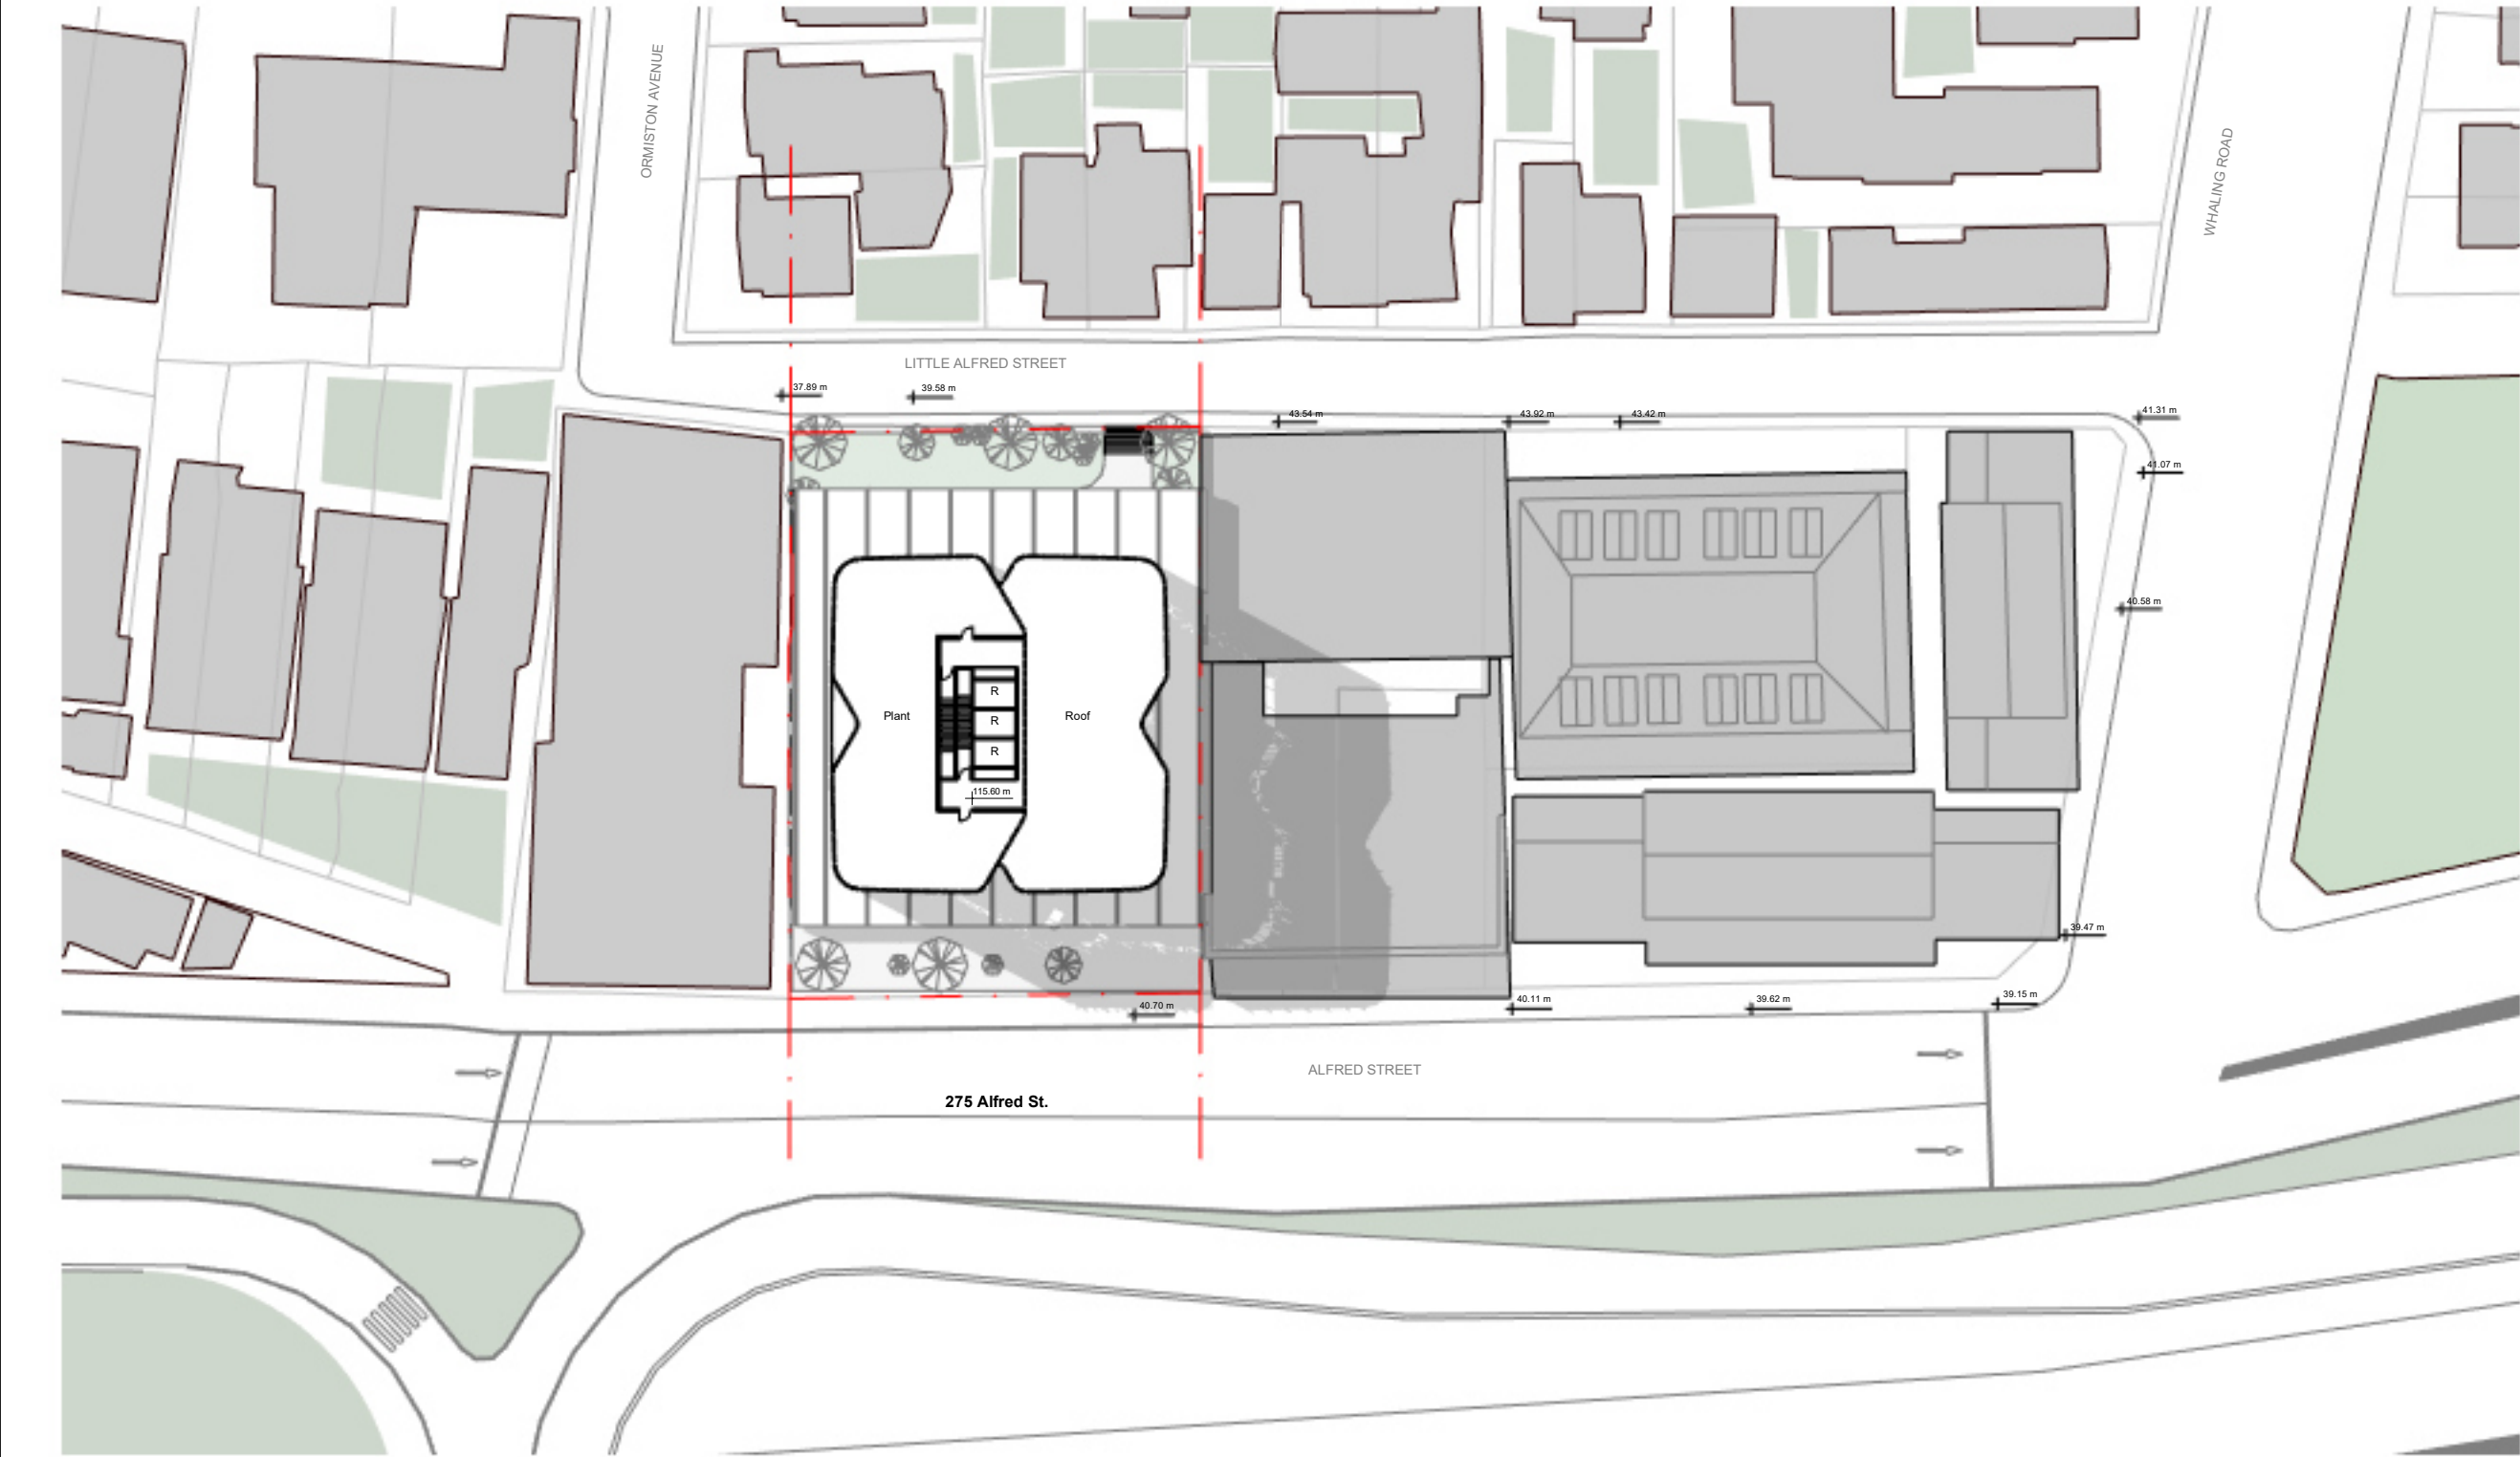 ORMISTON AVENUE
WHALING ROAD
LITTLE ALFRED STREET
37.89 m
39.58 m
43.54 m
43.92 m
43.42 m
41.31 m
41.07 m
40.58 m
R
Plant
Roof
R
R
115.60 m
39.47 m
40.70 m
40.11 m
39.62 m
39.15 m
ALFRED STREET
275 Alfred St.